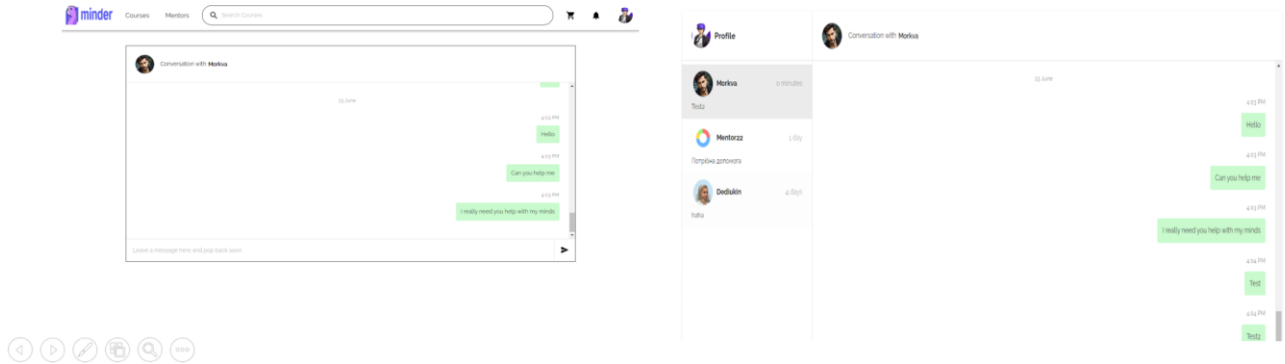 minder
Courses
Mentors
Search Courses
Conversation with Morkva
13 June
4:03 PM
Hello
4:03 PM
Can you help me
4:03 PM
I really need you help with my minds
Leave a message here and pop back soon
Profile
Morkva
0 minutes
Test2
Mentor22
1 day
Потрібна допомога
Dediukin
4 days
haha
Conversation with Morkva
13 June
4:03 PM
Hello
4:03 PM
Can you help me
4:03 PM
I really need you help with my minds
4:04 PM
Test
4:04 PM
Test2